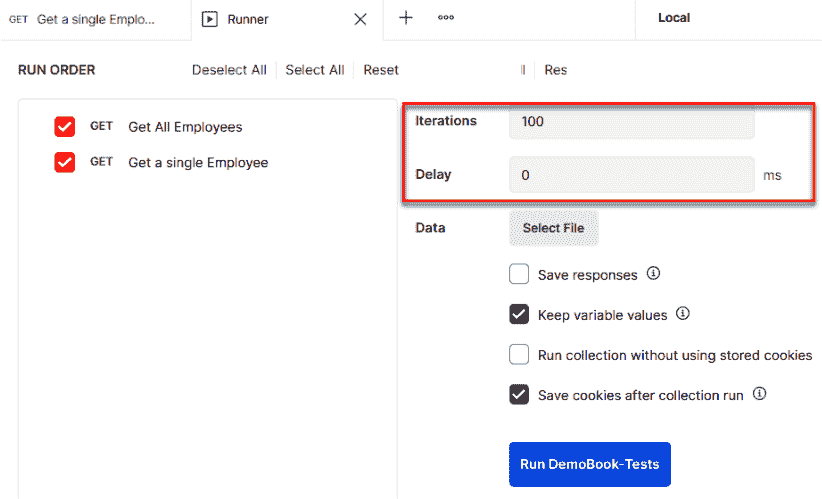 GET Get a single Emplo... Runner Local
RUN ORDER Deselect All Select All Reset Res
GET Get All Employees
GET Get a single Employee
Iterations 100
Delay 0 ms
Data Select File
Save responses
Keep variable values
Run collection without using stored cookies
Save cookies after collection run
Run DemoBook-Tests